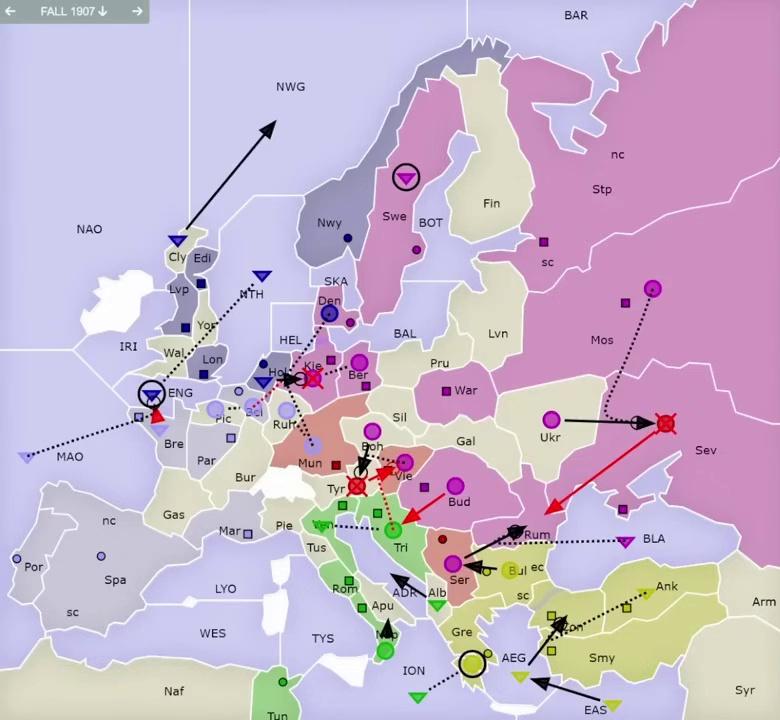 ← FALL 1907 ↓ →
BAR
NWG
nc
Stp
NAO
Nwy
Swe
BOT
Fin
Cly
Edi
NTH
SKA
Den
sc
Lvp
Yor
IRI
Wal
Lon
HEL
BAL
Lvn
Mos
ENG
Hol
Kie
Ber
Pru
War
Pic
Bel
Ruh
Sil
Ukr
Bre
Par
Mun
Boh
Gal
Sev
MAO
Bur
Tyr
Vie
Bud
Gas
nc
Mar
Pie
Ven
Tri
Rum
BLA
Por
Spa
Tus
Ser
Bul
ec
LYO
Rom
ADR
Alb
sc
Ank
Arm
sc
WES
Apu
Con
TYS
Nap
Gre
AEG
Smy
ION
Naf
Syr
Tun
EAS